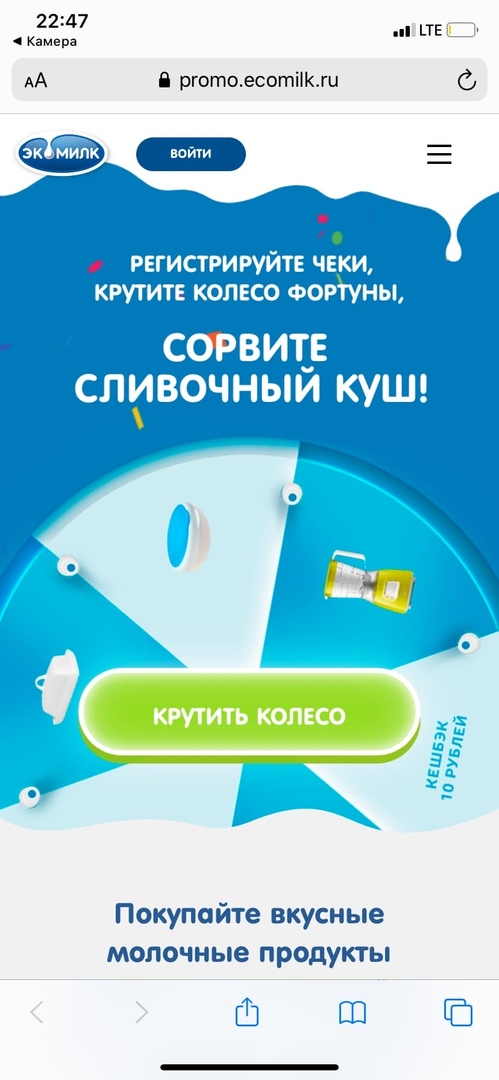 22:47
LTE
Камера
AA
promo.ecomilk.ru
ЭКОМИЛК
ВОЙТИ
РЕГИСТРИРУЙТЕ ЧЕКИ,
КРУТИТЕ КОЛЕСО ФОРТУНЫ,
СОРВИТЕ
СЛИВОЧНЫЙ КУШ!
КРУТИТЬ КОЛЕСО
КЕШБЭК
10 РУБЛЕЙ
Покупайте вкусные
молочные продукты